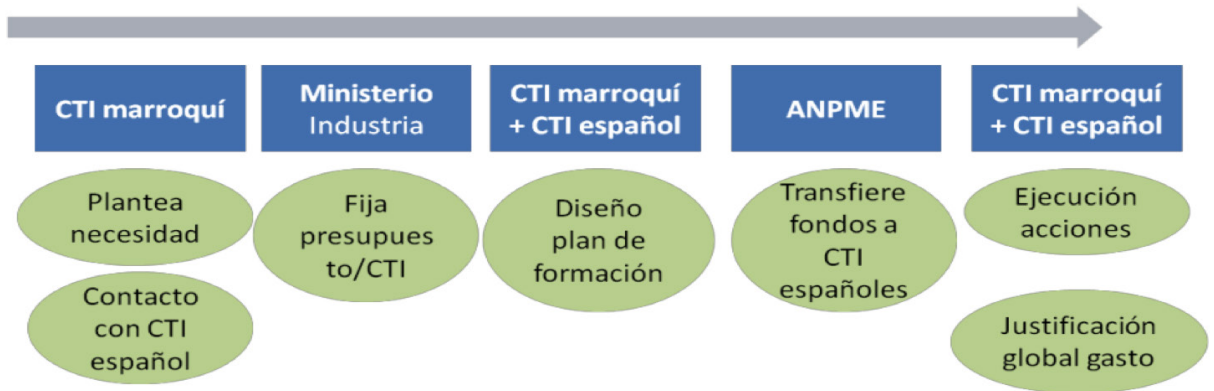 CTI marroquí
Plantea
necesidad
Contacto
con CTI
español
Ministerio
Industria
Fija
presupues
to/CTI
CTI marroquí
+ CTI español
Diseño
plan de
formación
ANPME
Transfiere
fondos a
CTI
españoles
CTI marroquí
+ CTI español
Ejecución
acciones
Justificación
global gasto